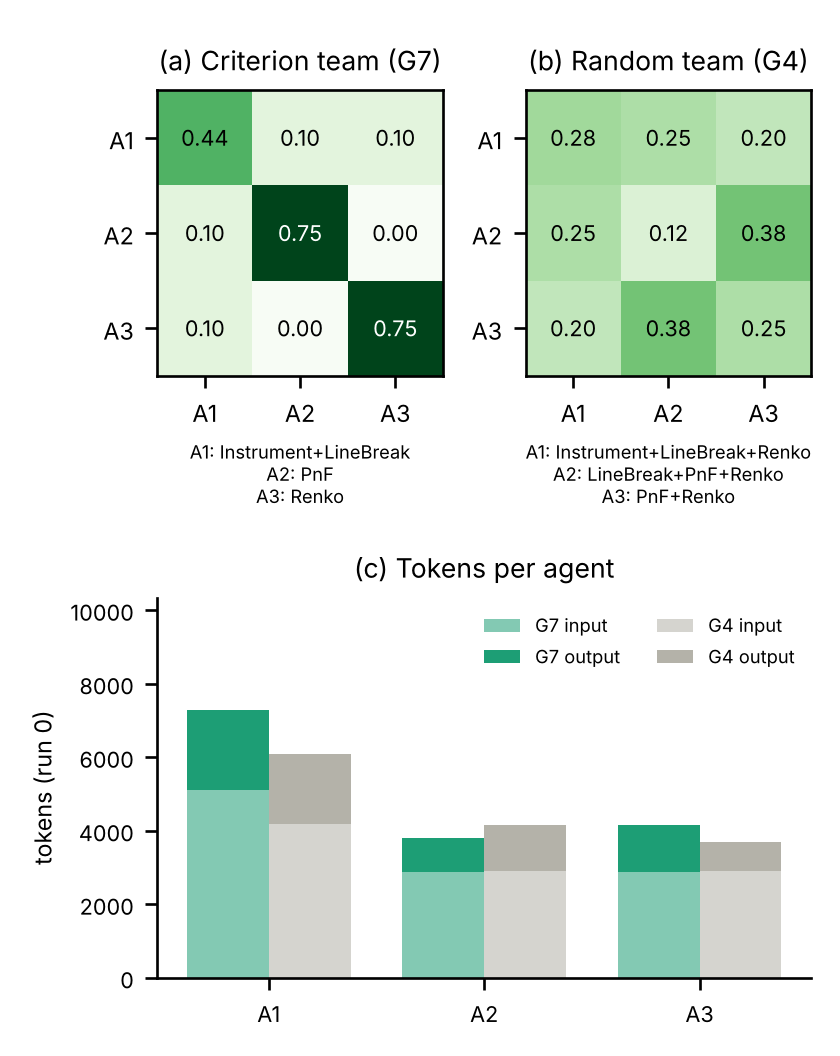 (a) Criterion team (G7)
(b) Random team (G4)
A1
0.44
0.10
0.10
A2
0.10
0.75
0.00
A3
0.10
0.00
0.75
A1
A2
A3
A1: Instrument+LineBreak
A2: PnF
A3: Renko
A1
0.28
0.25
0.20
A2
0.25
0.12
0.38
A3
0.20
0.38
0.25
A1
A2
A3
A1: Instrument+LineBreak+Renko
A2: LineBreak+PnF+Renko
A3: PnF+Renko
(c) Tokens per agent
tokens (run 0)
10000
8000
6000
4000
2000
0
G7 input
G7 output
G4 input
G4 output
A1
A2
A3